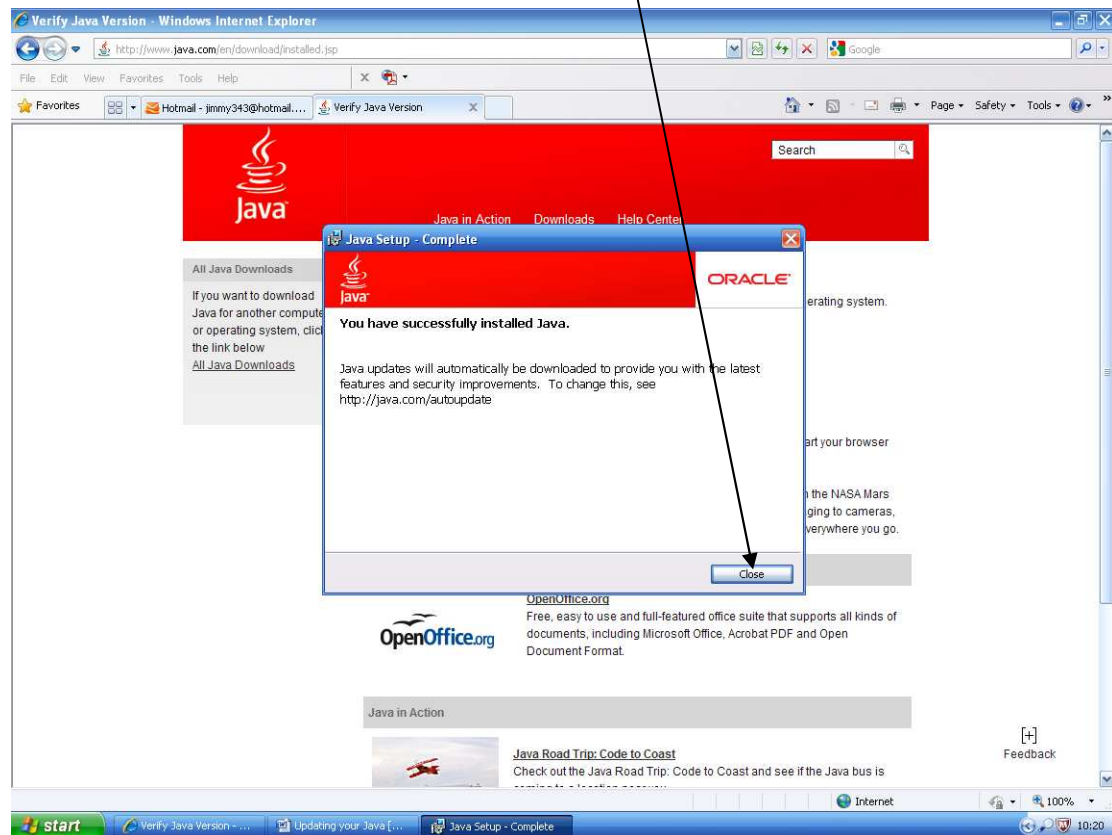 Verify Java Version - Windows Internet Explorer
http://www.java.com/en/download/installed.jsp
Google
File Edit View Favorites Tools Help
X
Favorites
Hotmail - jimmy343@hotmail....
Verify Java Version
X
Page
Safety
Tools
»
Java
Search
Java in Action Downloads Help Center
Java Setup - Complete
Java
ORACLE
All Java Downloads
If you want to download
Java for another compute
or operating system, clic
the link below
All Java Downloads
erating system.
You have successfully installed Java.
Java updates will automatically be downloaded to provide you with the latest
features and security improvements. To change this, see
http://java.com/autoupdate
art your browser
the NASA Mars
ging to cameras,
verywhere you go.
Close
OpenOffice.org
OpenOffice.org
Free, easy to use and full-featured office suite that supports all kinds of
documents, including Microsoft Office, Acrobat PDF and Open
Document Format.
Java in Action
Java Road Trip: Code to Coast
Check out the Java Road Trip: Code to Coast and see if the Java bus is
[+]
Feedback
Internet
100%
start
Verify Java Version - ...
Updating your Java [...
Java Setup - Complete
10:20